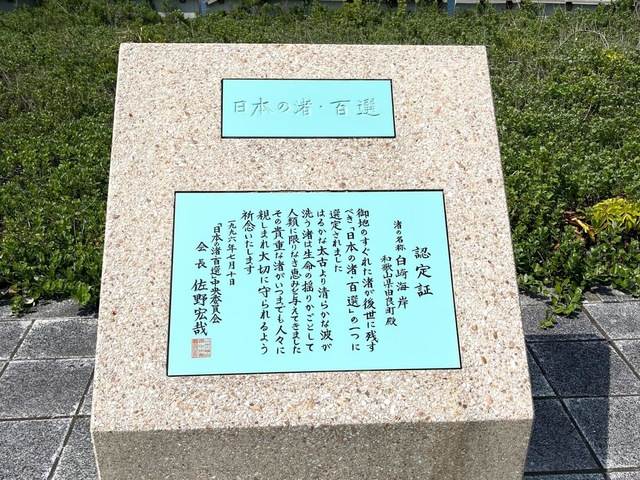 日本の渚・百選
認定証
渚の名称 白崎海岸
和歌山県由良町殿
御地のすぐれた渚が後世に残す
べき「日本の渚・百選」の一つに
選定されました
はるかな太古より清らかな波が
洗う渚は生命の揺りかごとして
人類に限りなき恵みを与えてきました
その貴重な渚がいつまでも人々に
親しまれ大切に守られるよう
祈念いたします
一九九六年七月十日
「日本の渚・百選」中央委員会
会長 佐野宏哉